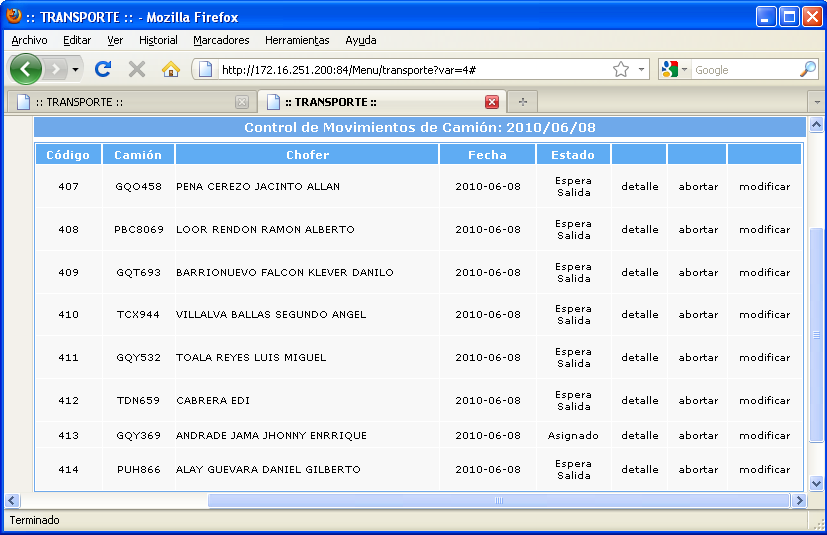 :: TRANSPORTE :: - Mozilla Firefox
Archivo Editar Ver Historial Marcadores Herramientas Ayuda
http://172.16.251.200:84/Menu/transporte?var=4# Google
:: TRANSPORTE :: :: TRANSPORTE ::
Control de Movimientos de Camión: 2010/06/08
Código Camión Chofer Fecha Estado
407 GQO458 PENA CEREZO JACINTO ALLAN 2010-06-08 Espera Salida detalle abortar modificar
408 PBC8069 LOOR RENDON RAMON ALBERTO 2010-06-08 Espera Salida detalle abortar modificar
409 GQT693 BARRIONUEVO FALCON KLEVER DANILO 2010-06-08 Espera Salida detalle abortar modificar
410 TCX944 VILLALVA BALLAS SEGUNDO ANGEL 2010-06-08 Espera Salida detalle abortar modificar
411 GQY532 TOALA REYES LUIS MIGUEL 2010-06-08 Espera Salida detalle abortar modificar
412 TDN659 CABRERA EDI 2010-06-08 Espera Salida detalle abortar modificar
413 GQY369 ANDRADE JAMA JHONNY ENRRIQUE 2010-06-08 Asignado detalle abortar modificar
414 PUH866 ALAY GUEVARA DANIEL GILBERTO 2010-06-08 Espera Salida detalle abortar modificar
Terminado